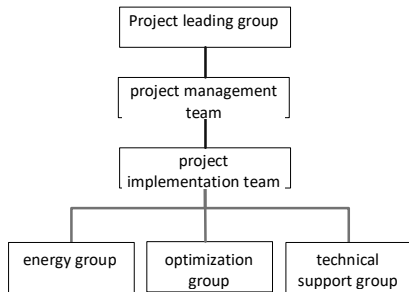 Project leading group
project management
team
project
implementation team
energy group
optimization
group
technical
support group